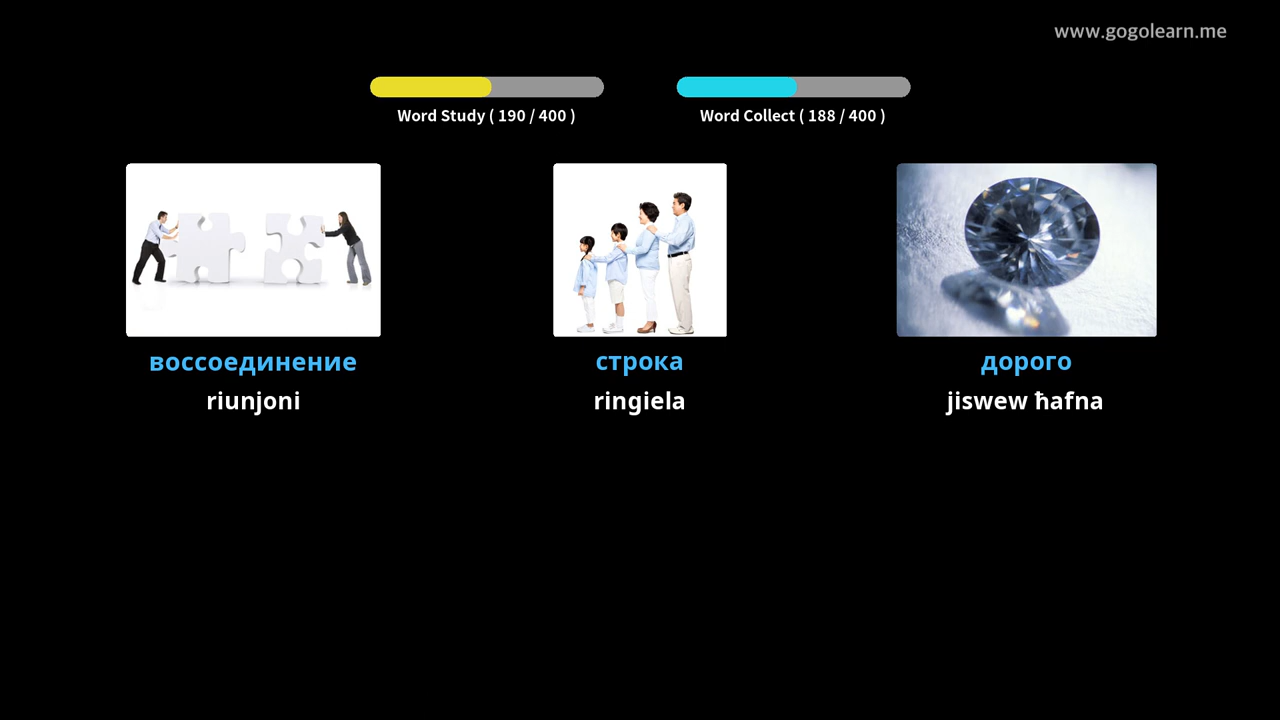 www.gogolearn.me
Word Study ( 190 / 400 )
Word Collect ( 188 / 400 )
воссоединение
строка
дорого
riunjoni
ringiela
jiswew ħafna